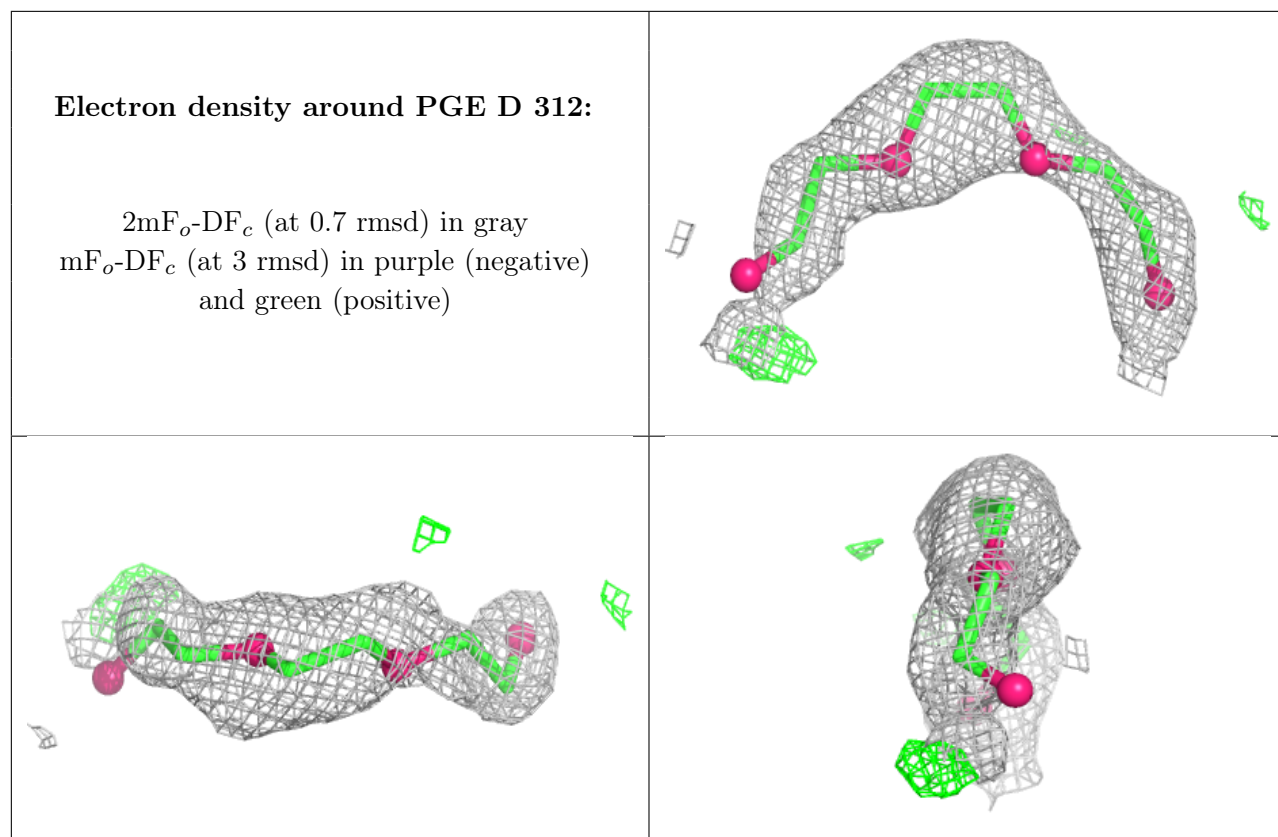 Electron density around PGE D 312:
2mFo-DFc (at 0.7 rmsd) in gray
mFo-DFc (at 3 rmsd) in purple (negative)
and green (positive)